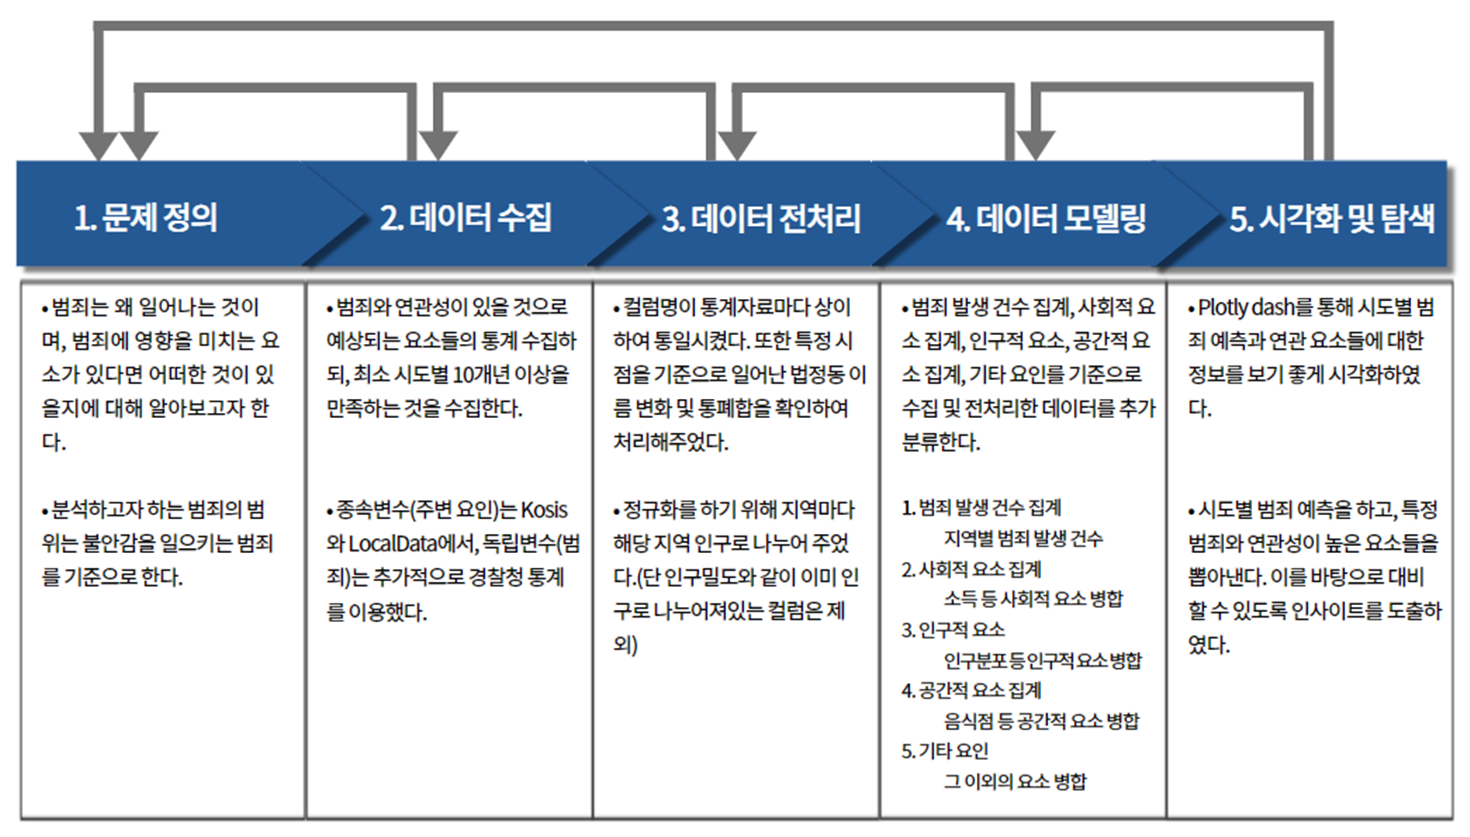 1. 문제 정의
2. 데이터 수집
3. 데이터 전처리
4. 데이터 모델링
5. 시각화 및 탐색
• 범죄는 왜 일어나는 것이
며, 범죄에 영향을 미치는 요
소가 있다면 어떠한 것이 있
을지에 대해 알아보고자 한
다.
• 분석하고자 하는 범죄의 범
위는 불안감을 일으키는 범죄
를 기준으로 한다.
• 범죄와 연관성이 있을 것으로
예상되는 요소들의 통계 수집하
되, 최소 시도별 10개년 이상을
만족하는 것을 수집한다.
• 종속변수(주변 요인)는 Kosis
와 LocalData에서, 독립변수(범
죄)는 추가적으로 경찰청 통계
를 이용했다.
• 컬럼명이 통계자료마다 상이
하여 통일시켰다. 또한 특정 시
점을 기준으로 일어난 법정동 이
름 변화 및 통폐합을 확인하여
처리해주었다.
• 정규화를 하기 위해 지역마다
해당 지역 인구로 나누어 주었
다.(단 인구밀도와 같이 이미 인
구로 나누어져있는 컬럼은 제
외)
• 범죄 발생 건수 집계, 사회적 요
소 집계, 인구적 요소, 공간적 요
소 집계, 기타 요인를 기준으로
수집 및 전처리한 데이터를 추가
분류한다.
1. 범죄 발생 건수 집계
지역별 범죄 발생 건수
2. 사회적 요소 집계
소득 등 사회적 요소 병합
3. 인구적 요소
인구분포 등 인구적 요소 병합
4. 공간적 요소 집계
음식점 등 공간적 요소 병합
5. 기타 요인
그 이외의 요소 병합
• Plotly dash를 통해 시도별 범
죄 예측과 연관 요소들에 대한
정보를 보기 좋게 시각화하였
다.
• 시도별 범죄 예측을 하고, 특정
범죄와 연관성이 높은 요소들을
뽑아낸다. 이를 바탕으로 대비
할 수 있도록 인사이트를 도출하
였다.